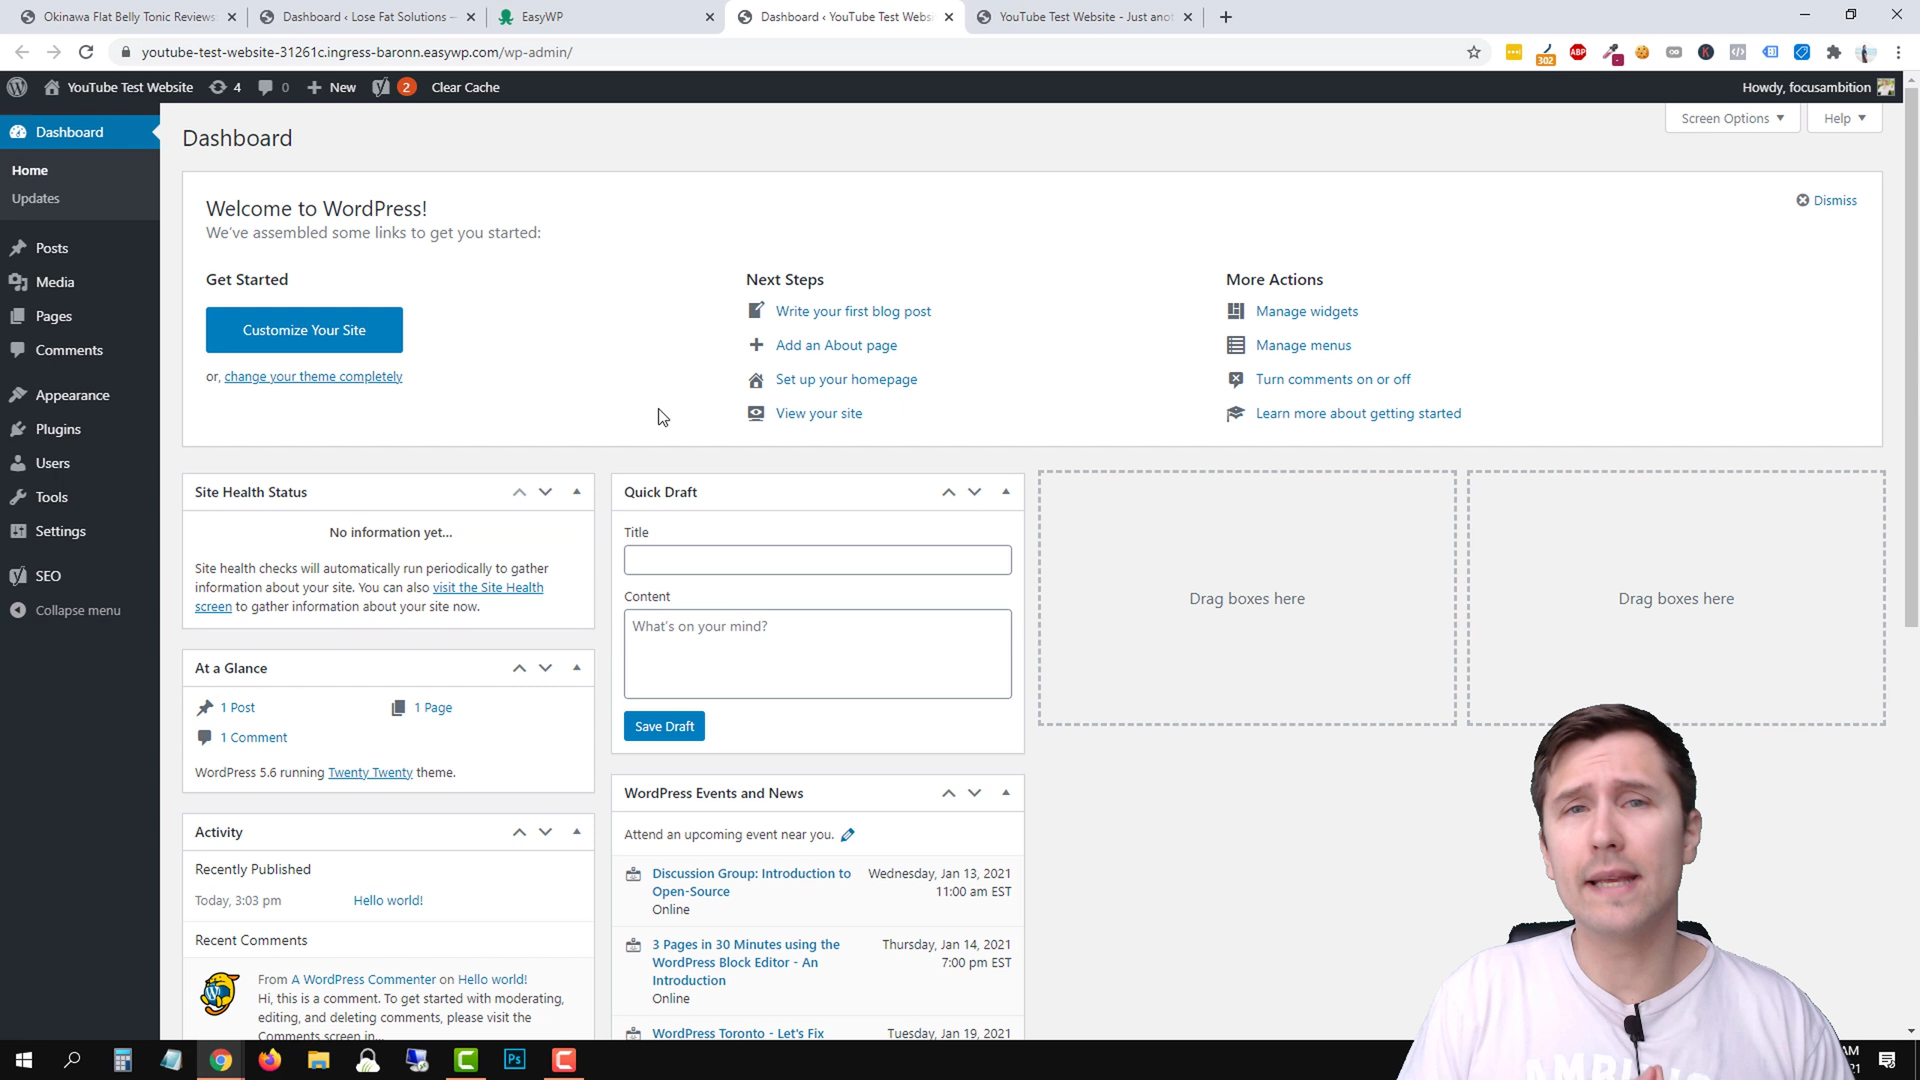 Okinawa Flat Belly Tonic Reviews
Dashboard ‹ Lose Fat Solutions —
EasyWP
Dashboard ‹ YouTube Test Websi
YouTube Test Website - Just anot
youtube-test-website-31261c.ingress-baronn.easywp.com/wp-admin/
302
ABP
YouTube Test Website
4
0
New
2
Clear Cache
Howdy, focusambition
Dashboard
Home
Updates
Posts
Media
Pages
Comments
Appearance
Plugins
Users
Tools
Settings
SEO
Collapse menu
Dashboard
Screen Options
Help
Welcome to WordPress!
We've assembled some links to get you started:
Dismiss
Get Started
Customize Your Site
or, change your theme completely
Next Steps
Write your first blog post
Add an About page
Set up your homepage
View your site
More Actions
Manage widgets
Manage menus
Turn comments on or off
Learn more about getting started
Site Health Status
No information yet...
Site health checks will automatically run periodically to gather
information about your site. You can also visit the Site Health
screen to gather information about your site now.
At a Glance
1 Post
1 Page
1 Comment
WordPress 5.6 running Twenty Twenty theme.
Activity
Recently Published
Today, 3:03 pm
Hello world!
Recent Comments
From A WordPress Commenter on Hello world!
Hi, this is a comment. To get started with moderating,
editing, and deleting comments, please visit the
Comments screen in...
Quick Draft
Title
Content
What's on your mind?
Save Draft
WordPress Events and News
Attend an upcoming event near you.
Discussion Group: Introduction to
Open-Source
Online
Wednesday, Jan 13, 2021
11:00 am EST
3 Pages in 30 Minutes using the
WordPress Block Editor - An
Introduction
Online
Thursday, Jan 14, 2021
7:00 pm EST
WordPress Toronto - Let's Fix
Tuesday, Jan 19, 2021
Drag boxes here
Drag boxes here
Ps
AM
21